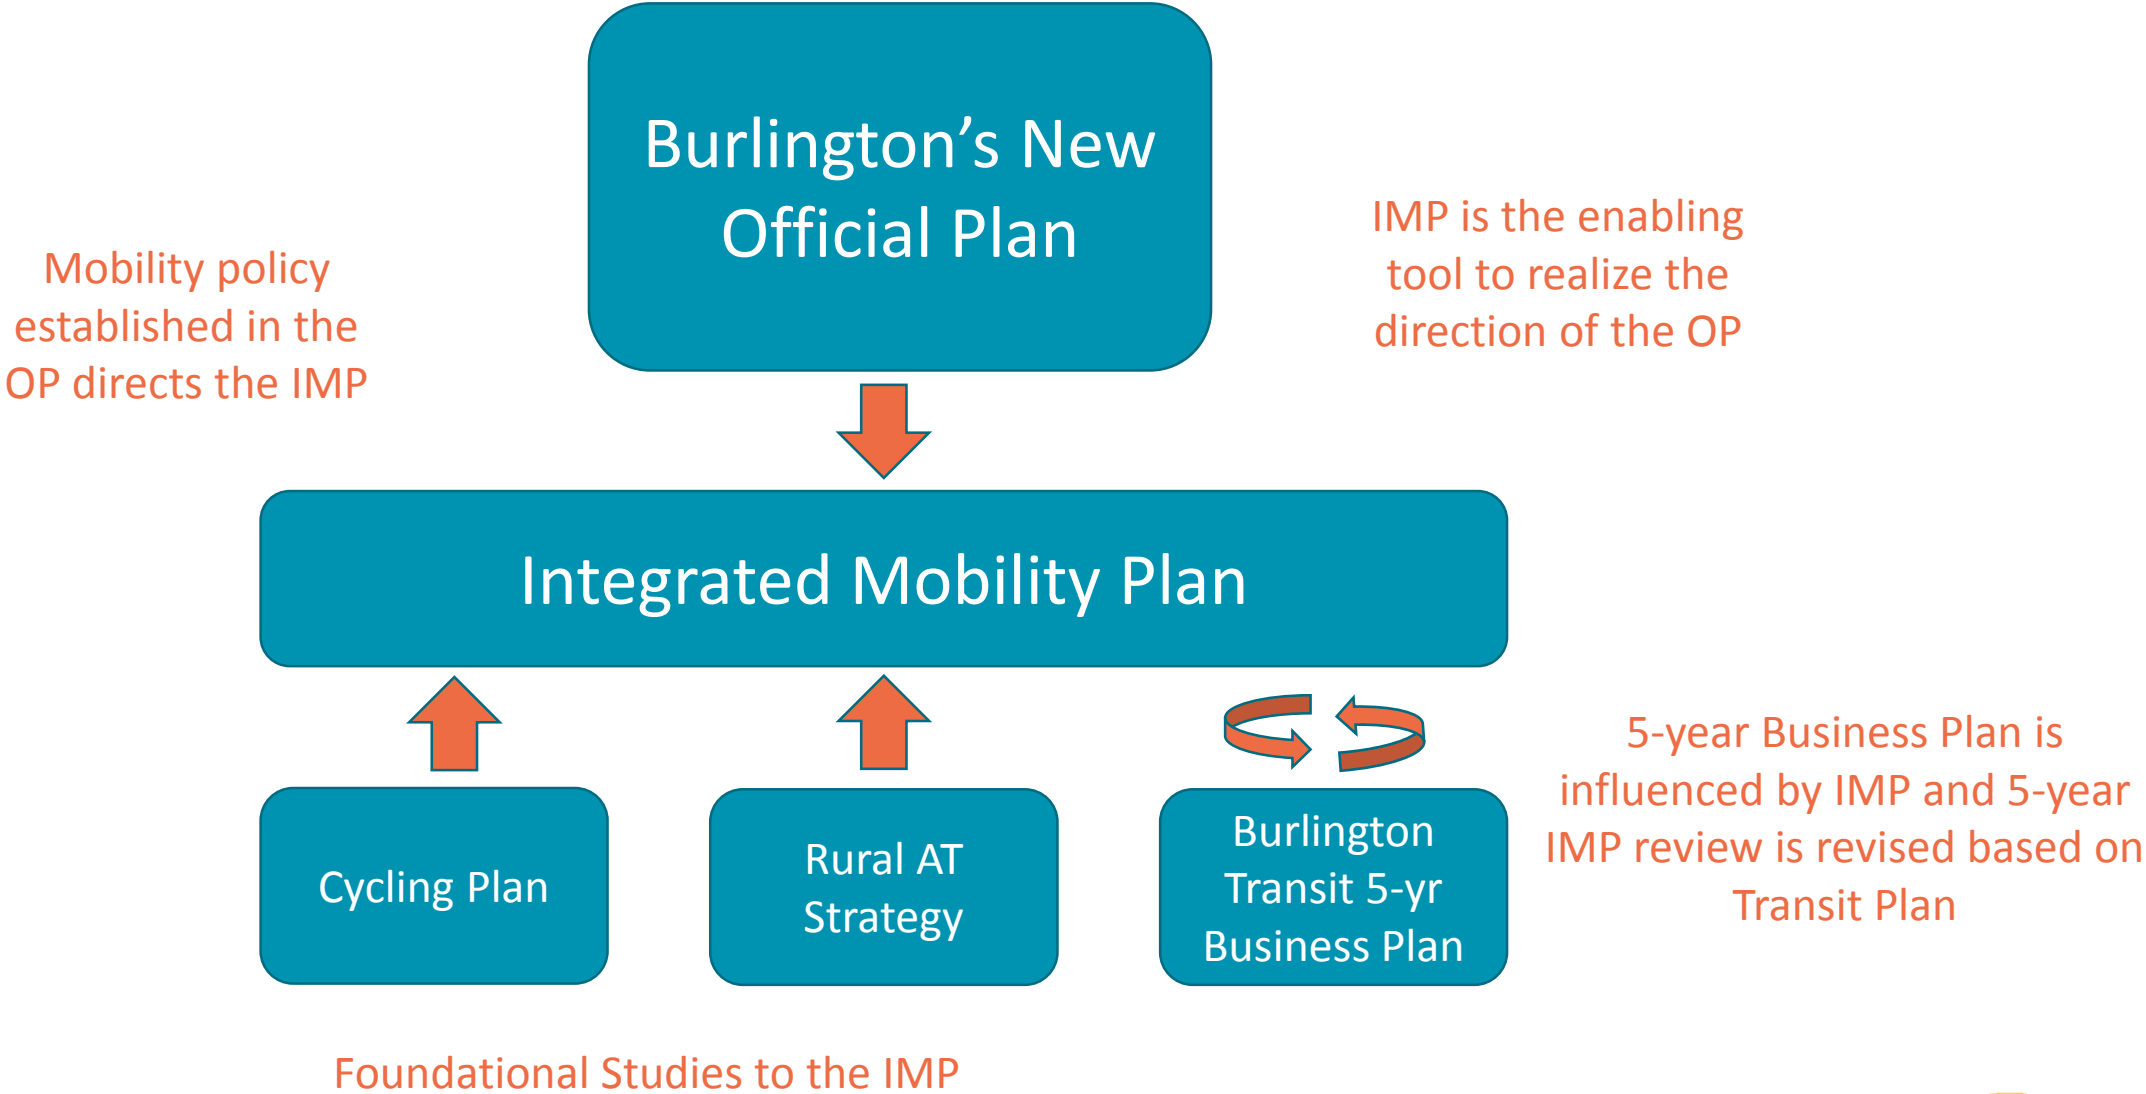 Burlington's New
Official Plan
Mobility policy
established in the
OP directs the IMP
IMP is the enabling
tool to realize the
direction of the OP
Integrated Mobility Plan
Cycling Plan
Rural AT
Strategy
Burlington
Transit 5-yr
Business Plan
5-year Business Plan is
influenced by IMP and 5-year
IMP review is revised based on
Transit Plan
Foundational Studies to the IMP